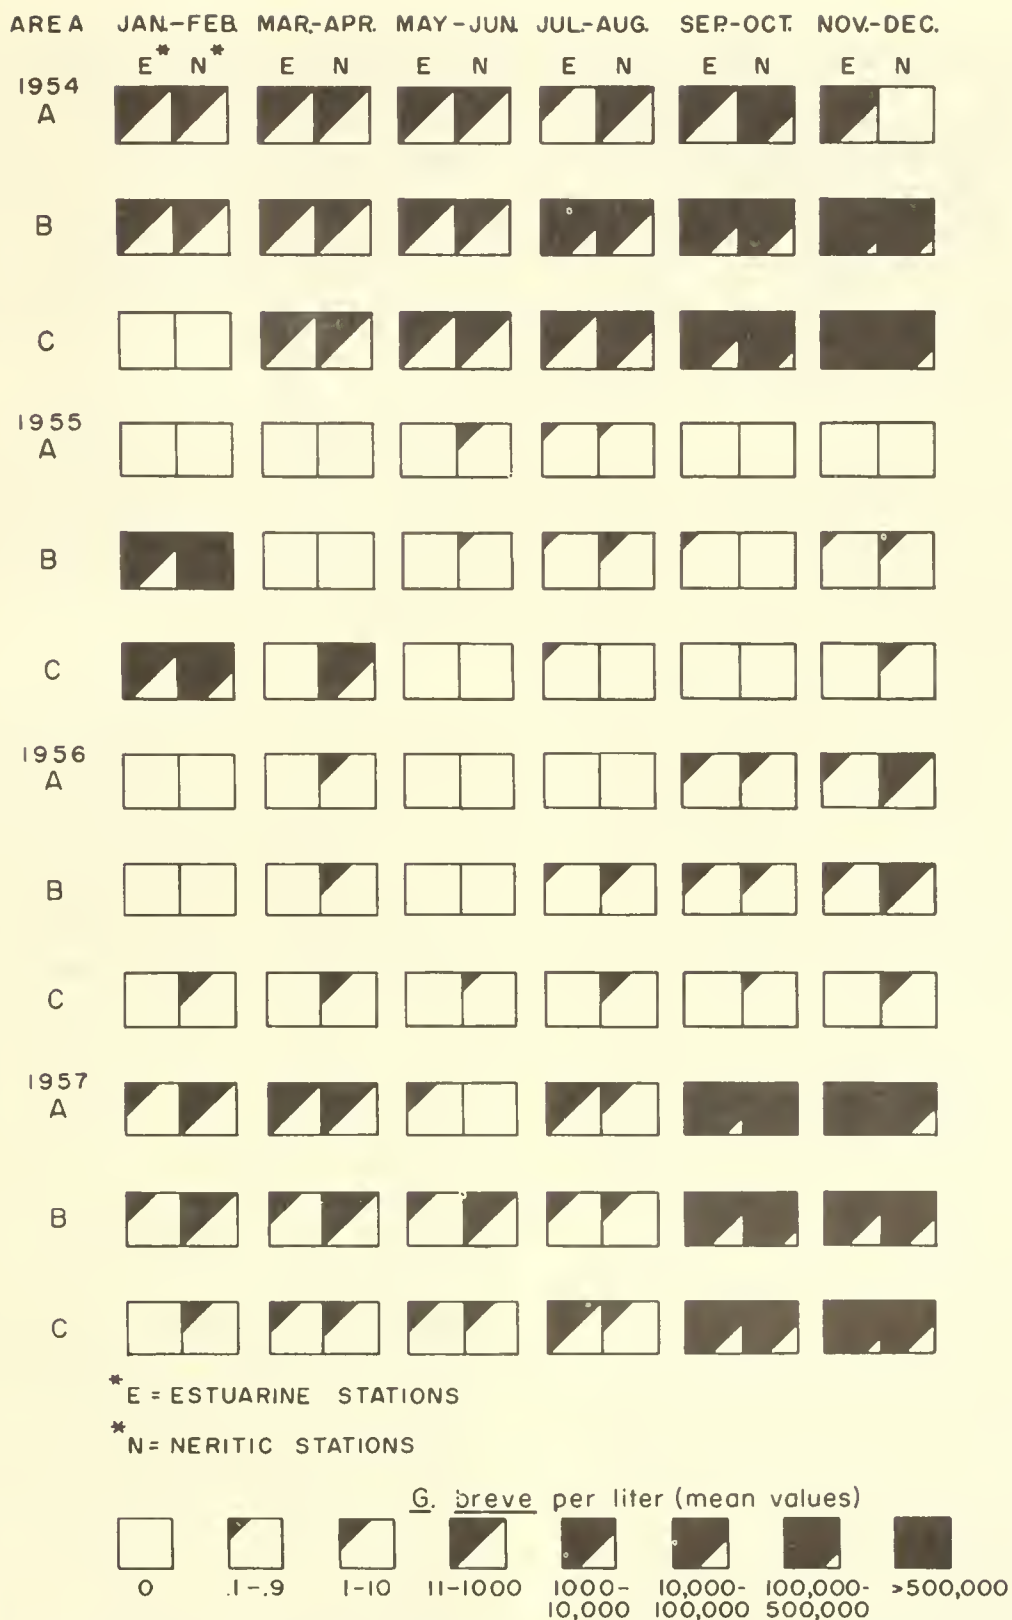 AREA JAN.-FEB. MAR.-APR. MAY-JUN. JUL.-AUG. SEP.-OCT. NOV.-DEC.
E* N* E N E N E N E N E N
1954
A
B
C
1955
A
B
C
1956
A
B
C
1957
A
B
C
*E = ESTUARINE STATIONS
*N = NERITIC STATIONS
G. breve per liter (mean values)
0 .1-.9 1-10 11-1000 1000-10,000 10,000-100,000 100,000-500,000 >500,000